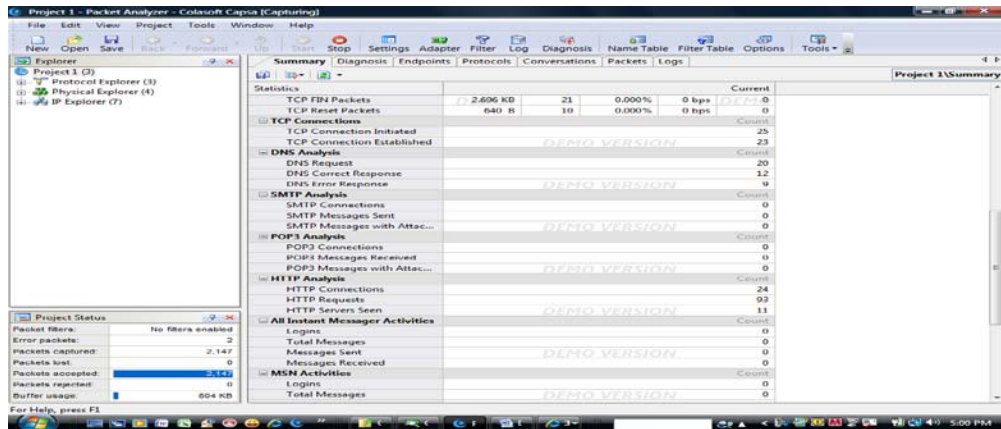 Project 1 - Packet Analyzer - Colasoft Capsa [Capturing]
File Edit View Project Tools Window Help
New Open Save Back Forward Up Start Stop Settings Adapter Filter Log Diagnosis Name Table Filter Table Options Tools
Explorer
Project 1 (3)
Protocol Explorer (3)
Physical Explorer (4)
IP Explorer (7)
Summary Diagnosis Endpoints Protocols Conversations Packets Logs
Project 1\Summary
Statistics Current
TCP FIN Packets 2.696 KB 21 0.000% 0 bps 0
TCP Reset Packets 640 B 10 0.000% 0 bps 0
TCP Connections Count
TCP Connection Initiated 25
TCP Connection Established 23
DEMO VERSION
DNS Analysis Count
DNS Request 20
DNS Correct Response 12
DNS Error Response 9
DEMO VERSION
SMTP Analysis Count
SMTP Connections 0
SMTP Messages Sent 0
SMTP Messages with Attac... 0
DEMO VERSION
POP3 Analysis Count
POP3 Connections 0
POP3 Messages Received 0
POP3 Messages with Attac... 0
DEMO VERSION
HTTP Analysis Count
HTTP Connections 24
HTTP Requests 93
HTTP Servers Seen 11
All Instant Messager Activities Count
Logins 0
Total Messages 0
Messages Sent 0
DEMO VERSION
Messages Received 0
MSN Activities Count
Logins 0
Total Messages 0
DEMO VERSION
Project Status
Packet filters: No filters enabled
Error packets: 2
Packets captured: 2,147
Packets lost: 0
Packets accepted: 2,147
Packets rejected: 0
Buffer usage: 804 KB
For Help, press F1
5:00 PM